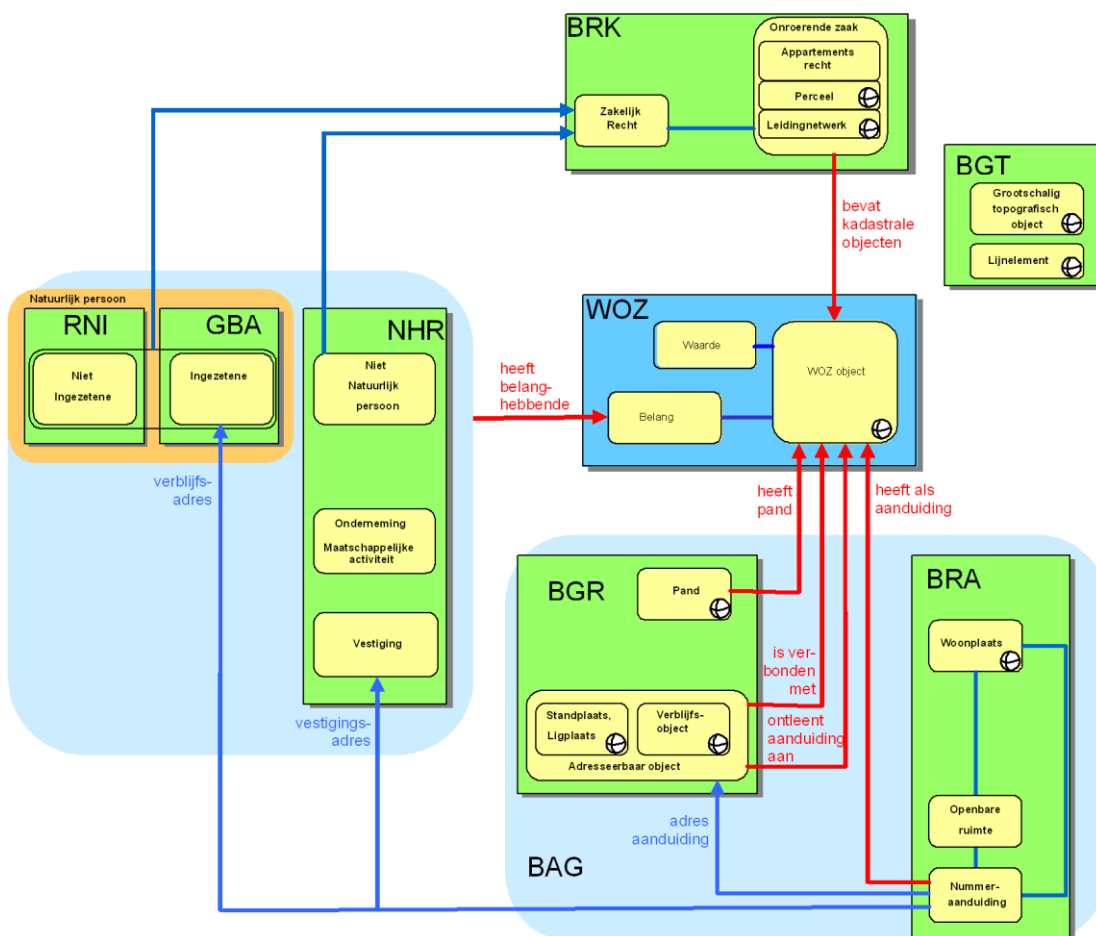 BRK
Onroerende zaak
Appartements
recht
Perceel
Leidingnetwerk
Zakelijk
Recht
BGT
Grootschalig
topografisch
object
Lijnelement
bevat
kadastrale
objecten
Natuurlijk persoon
RNI
GBA
NHR
Niet
Ingezetene
Ingezetene
Niet
Natuurlijk
persoon
heeft
belang-
hebbende
WOZ
Waarde
WOZ object
Belang
verblijfs-
adres
Onderneming
Maatschappelijke
activiteit
Vestiging
vestigings-
adres
heeft
pand
heeft als
aanduiding
BGR
Pand
BRA
Woonplaats
is ver-
bonden
met
Standplaats,
Ligplaats
Verblijfs-
object
Adresseerbaar object
ontleent
aanduiding
aan
adres
aanduiding
Openbare
ruimte
BAG
Nummer-
aanduiding